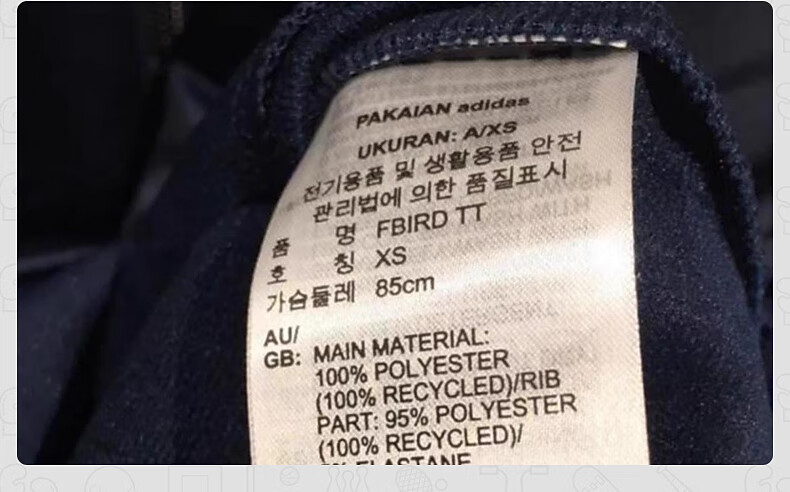 PAKAIAN adidas
UKURAN: A/XS
전기용품 및 생활용품 안전
관리법에 의한 품질표시
품 명 FBIRD TT
호 칭 XS
가슴둘레 85cm
AU/
GB: MAIN MATERIAL:
100% POLYESTER
(100% RECYCLED)/RIB
PART: 95% POLYESTER
(100% RECYCLED)/
ELASTANE